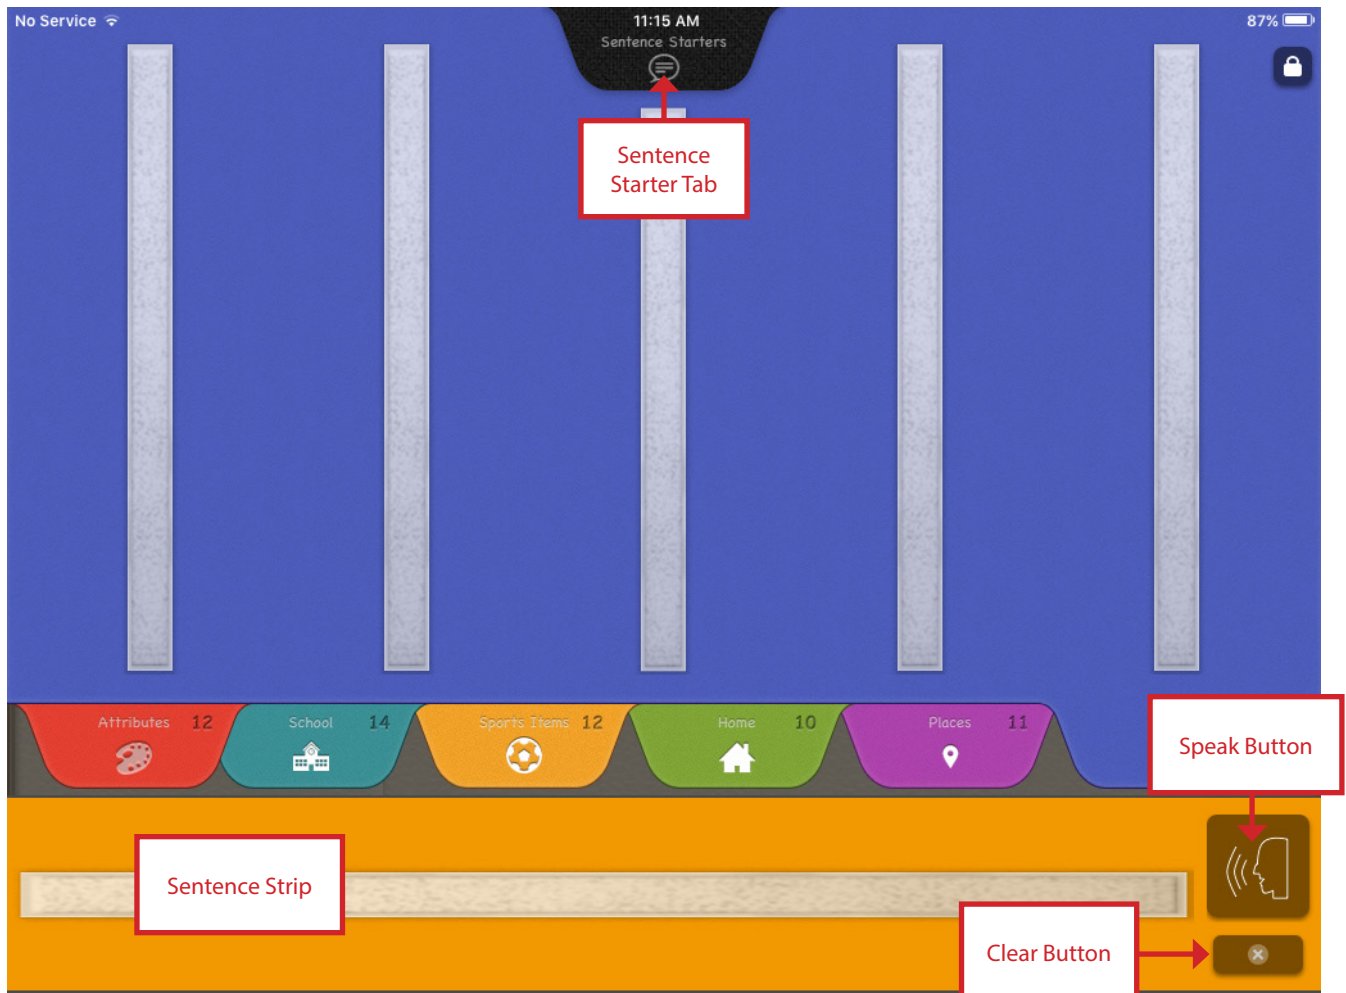 No Service
11:15 AM
87%
Sentence Starters
Sentence
Starter Tab
Attributes 12
School 14
Sports Items 12
Home 10
Places 11
Speak Button
Sentence Strip
Clear Button